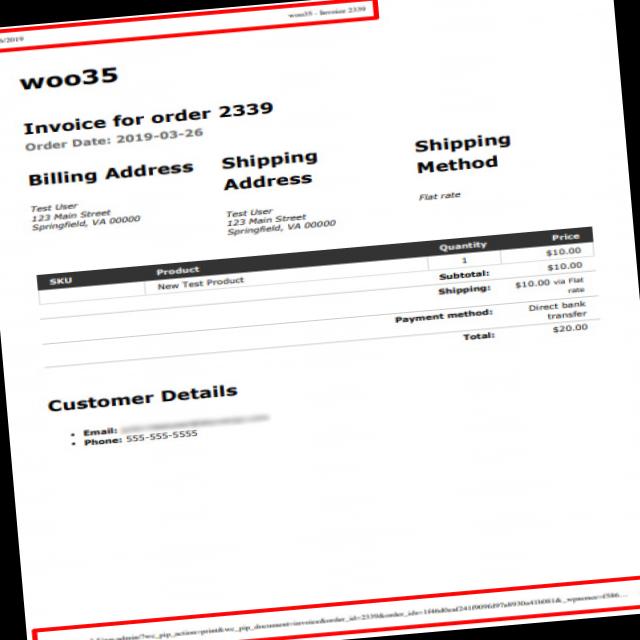 woo35 - Invoice 2339
woo35
Invoice for order 2339
Order Date: 2019-03-26
Billing Address
Test User
123 Main Street
Springfield, VA 00000
Shipping
Address
Test User
123 Main Street
Springfield, VA 00000
Shipping
Method
Flat rate
SKU Product Quantity Price
New Test Product 1 $10.00
Subtotal: $10.00
Shipping: $10.00 via Flat
rate
Payment method: Direct bank
transfer
Total: $20.00
Customer Details
Email:
Phone: 555-555-5555